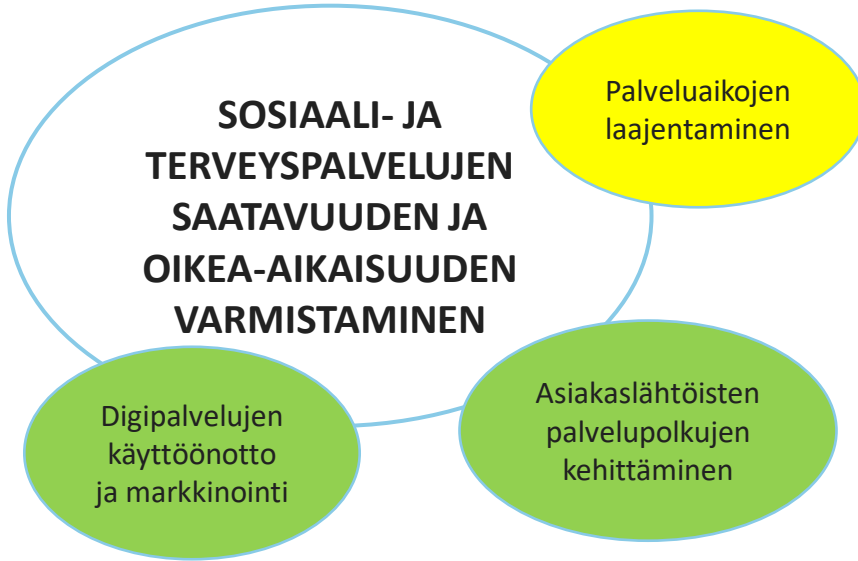 SOSIAALI- JA
TERVEYSPALVELUJEN
SAATAVUUDEN JA
OIKEA-AIKAISUUDEN
VARMISTAMINEN
Palveluaikojen
laajentaminen
Digipalvelujen
käyttöönotto
ja markkinointi
Asiakaslähtöisten
palvelupolkujen
kehittäminen